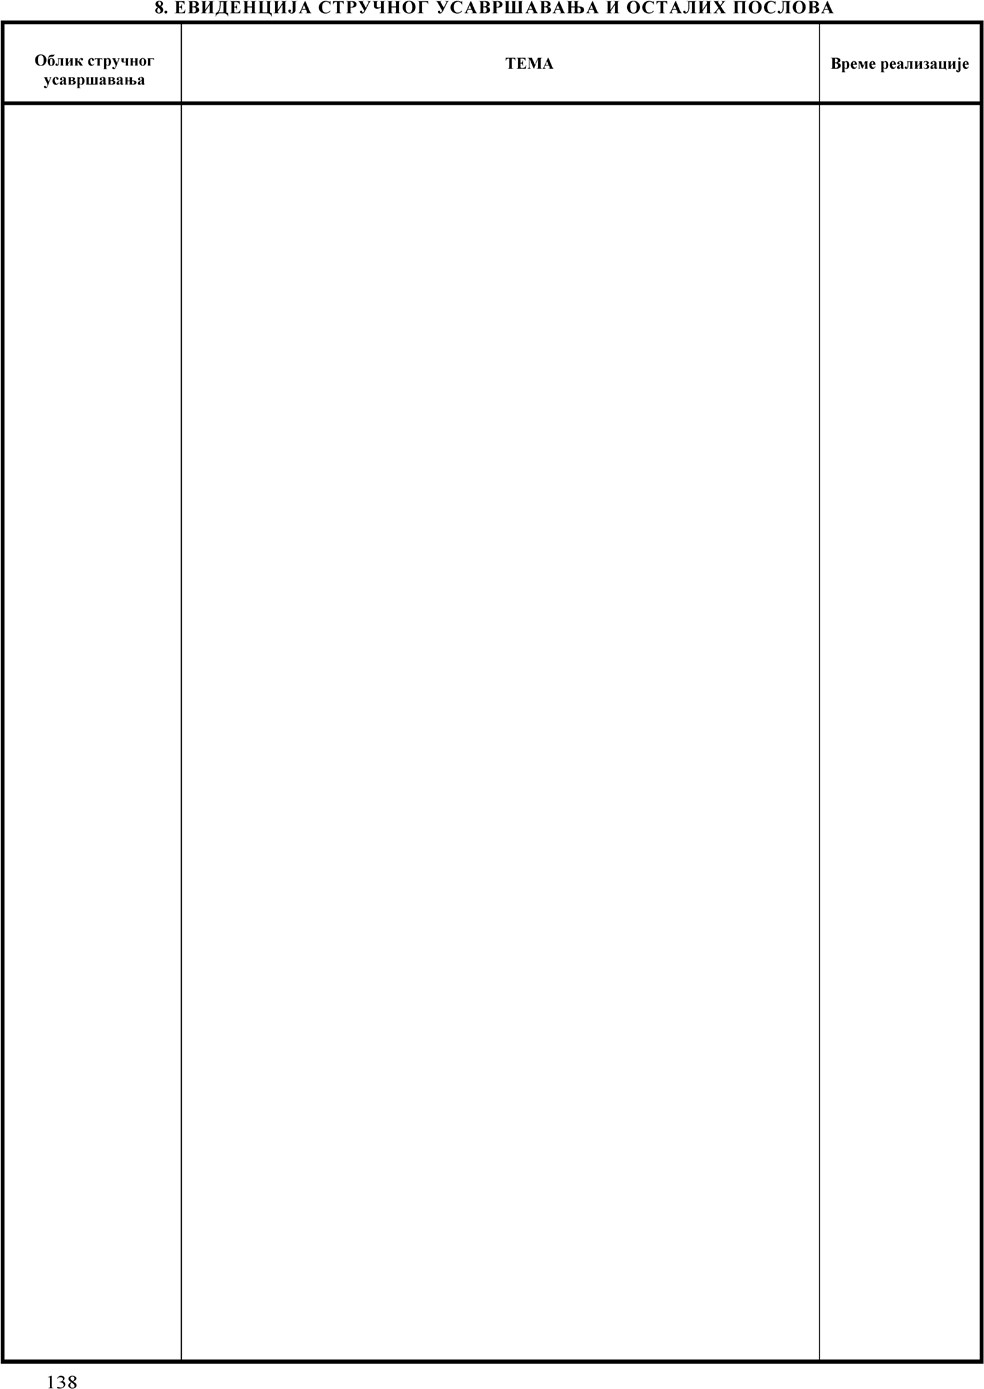 8. ЕВИДЕНЦИЈА СТРУЧНОГ УСАВРШАВАЊА И ОСТАЛИХ ПОСЛОВА
Облик стручног
усавршавања
ТЕМА
Време реализације
138